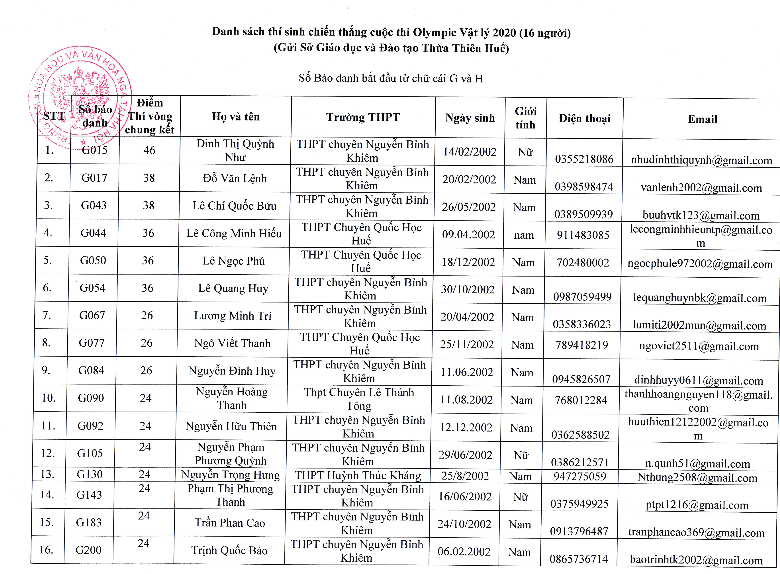 Danh sách thí sinh chiến thắng cuộc thi Olympic Vật lý 2020 (16 người)
(Gửi Sở Giáo dục và Đào tạo Thừa Thiên Huế)
Số Báo danh bắt đầu từ chữ cái G và H
STT Số báo danh Điểm Thi vòng chung kết Họ và tên Trường THPT Ngày sinh Giới tính Điện thoại Email
1. G015 46 Đinh Thị Quỳnh Như THPT chuyên Nguyễn Bỉnh Khiêm 14/02/2002 Nữ 0355218086 nhudinhthiquynh@gmail.com
2. G017 38 Đỗ Văn Lệnh THPT chuyên Nguyễn Bỉnh Khiêm 20/02/2002 Nam 0398598474 vanlenh2002@gmail.com
3. G043 38 Lê Chí Quốc Bửu THPT chuyên Nguyễn Bỉnh Khiêm 26/05/2002 Nam 0389509939 buuhvtk123@gmail.com
4. G044 36 Lê Công Minh Hiếu THPT Chuyên Quốc Học Huế 09.04.2002 nam 911483085 lecongminhhieuntp@gmail.com
5. G050 36 Lê Ngọc Phú THPT Chuyên Quốc Học Huế 18/12/2002 Nam 702480002 ngocphule972002@gmail.com
6. G054 36 Lê Quang Huy THPT chuyên Nguyễn Bỉnh Khiêm 30/10/2002 Nam 0987059499 lequanghuynbk@gmail.com
7. G067 26 Lương Minh Trí THPT chuyên Nguyễn Bỉnh Khiêm 20/04/2002 Nam 0358336023 lumiti2002mun@gmail.com
8. G077 26 Ngô Viết Thanh THPT Chuyên Quốc Học Huế 25/11/2002 Nam 789418219 ngoviet2511@gmail.com
9. G084 26 Nguyễn Đình Huy THPT chuyên Nguyễn Bỉnh Khiêm 11.06.2002 Nam 0945826507 dinhhuyy0611@gmail.com
10. G090 24 Nguyễn Hoàng Thanh Thpt Chuyên Lê Thánh Tông 11.08.2002 Nam 768012284 thanhhoangnguyen118@gmail.com
11. G092 24 Nguyễn Hữu Thiên THPT chuyên Nguyễn Bỉnh Khiêm 12.12.2002 Nam 0362588502 huuthien12122002@gmail.com
12. G105 24 Nguyễn Phạm Phương Quỳnh THPT chuyên Nguyễn Bỉnh Khiêm 29/06/2002 Nữ 0386212571 n.qunh51@gmail.com
13. G130 24 Nguyễn Trọng Hưng THPT Huỳnh Thúc Kháng 25/8/2002 Nam 947275059 Nthung2508@gmail.com
14. G143 24 Phạm Thị Phương Thanh THPT chuyên Nguyễn Bỉnh Khiêm 16/06/2002 Nữ 0375949925 ptpt1216@gmail.com
15. G183 24 Trần Phan Cao THPT chuyên Nguyễn Bỉnh Khiêm 24/10/2002 Nam 0913796487 tranphancao369@gmail.com
16. G200 24 Trịnh Quốc Bảo THPT chuyên Nguyễn Bỉnh Khiêm 06.02.2002 Nam 0865736714 baotrinhtk2002@gmail.com